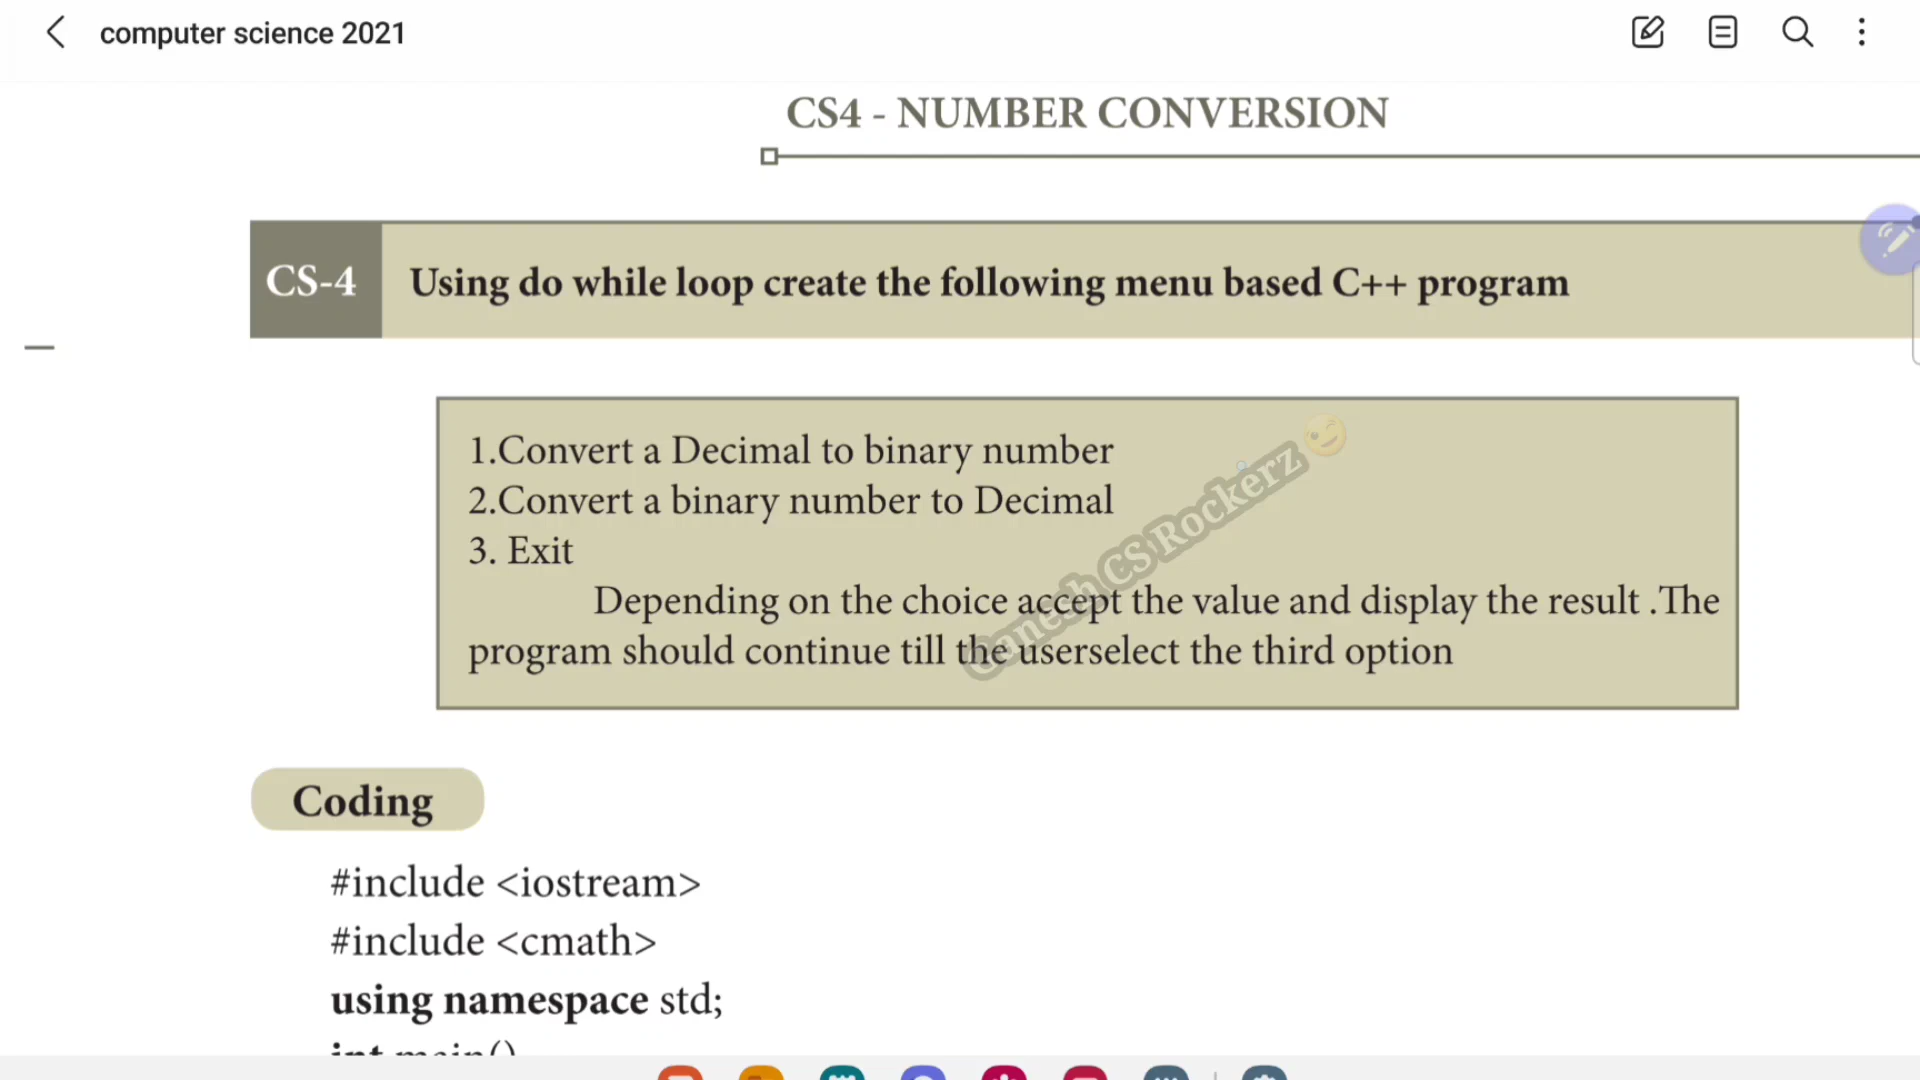 computer science 2021
CS4 - NUMBER CONVERSION
CS-4 Using do while loop create the following menu based C++ program
1.Convert a Decimal to binary number
2.Convert a binary number to Decimal
3. Exit
Depending on the choice accept the value and display the result .The
program should continue till the userselect the third option
Ganesh CS Rockerz
Coding
#include <iostream>
#include <cmath>
using namespace std;
int main()